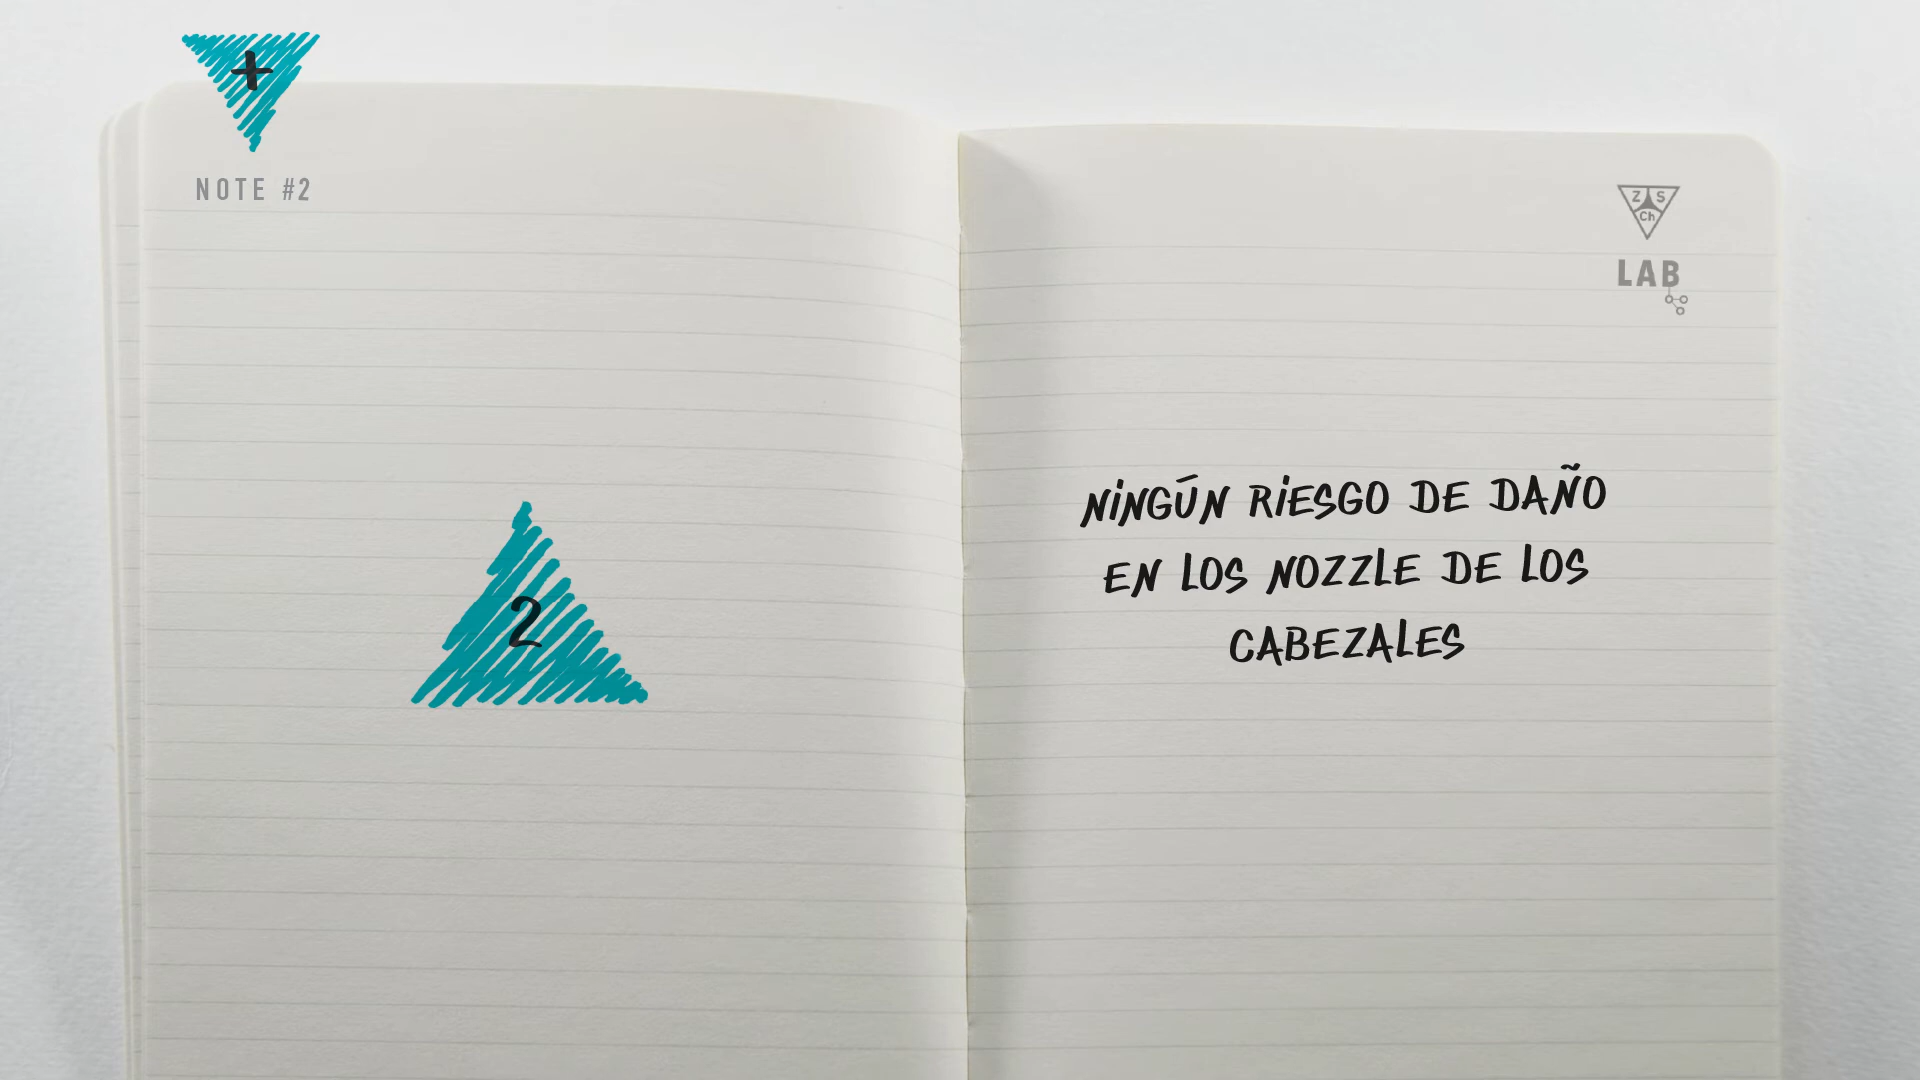 +
NOTE #2
2
Z S
Ch
LAB
NINGÚN RIESGO DE DAÑO
EN LOS NOZZLE DE LOS
CABEZALES